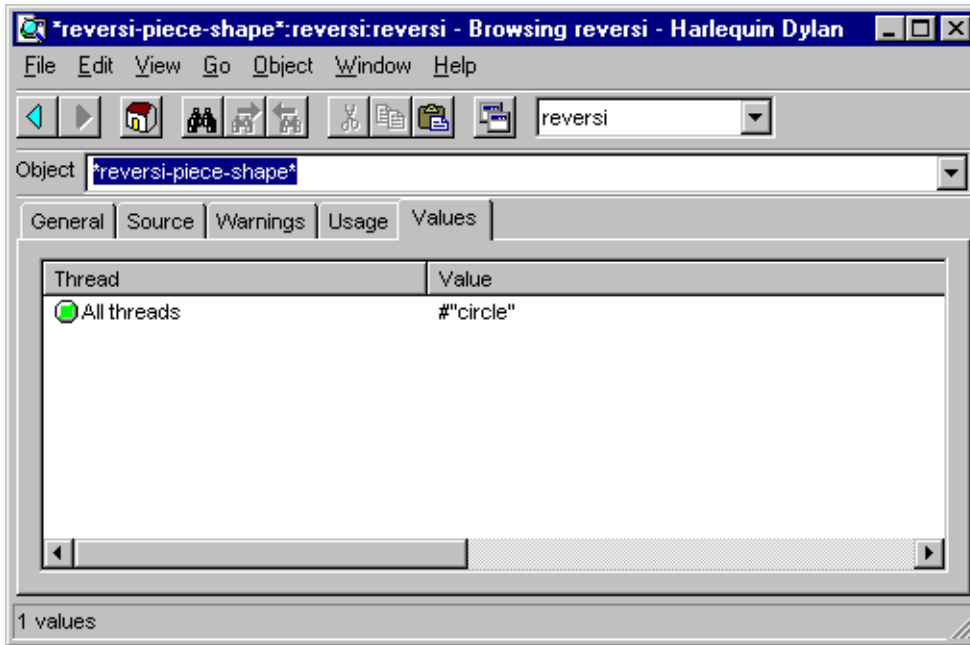 *reversi-piece-shape*:reversi:reversi - Browsing reversi - Harlequin Dylan
File Edit View Go Object Window Help
reversi
Object *reversi-piece-shape*
General Source Warnings Usage Values
Thread Value
All threads #"circle"
1 values